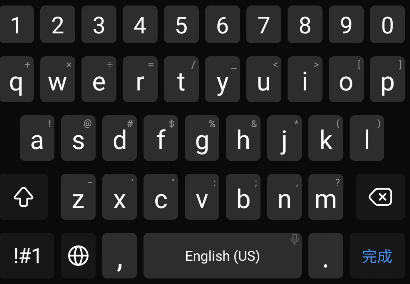 1 2 3 4 5 6 7 8 9 0
+ × ÷ = / _ < > [ ]
q w e r t y u i o p
! @ # $ % & * ( )
a s d f g h j k l
- ' " : ; , ?
z x c v b n m
!#1 , English (US) . 完成